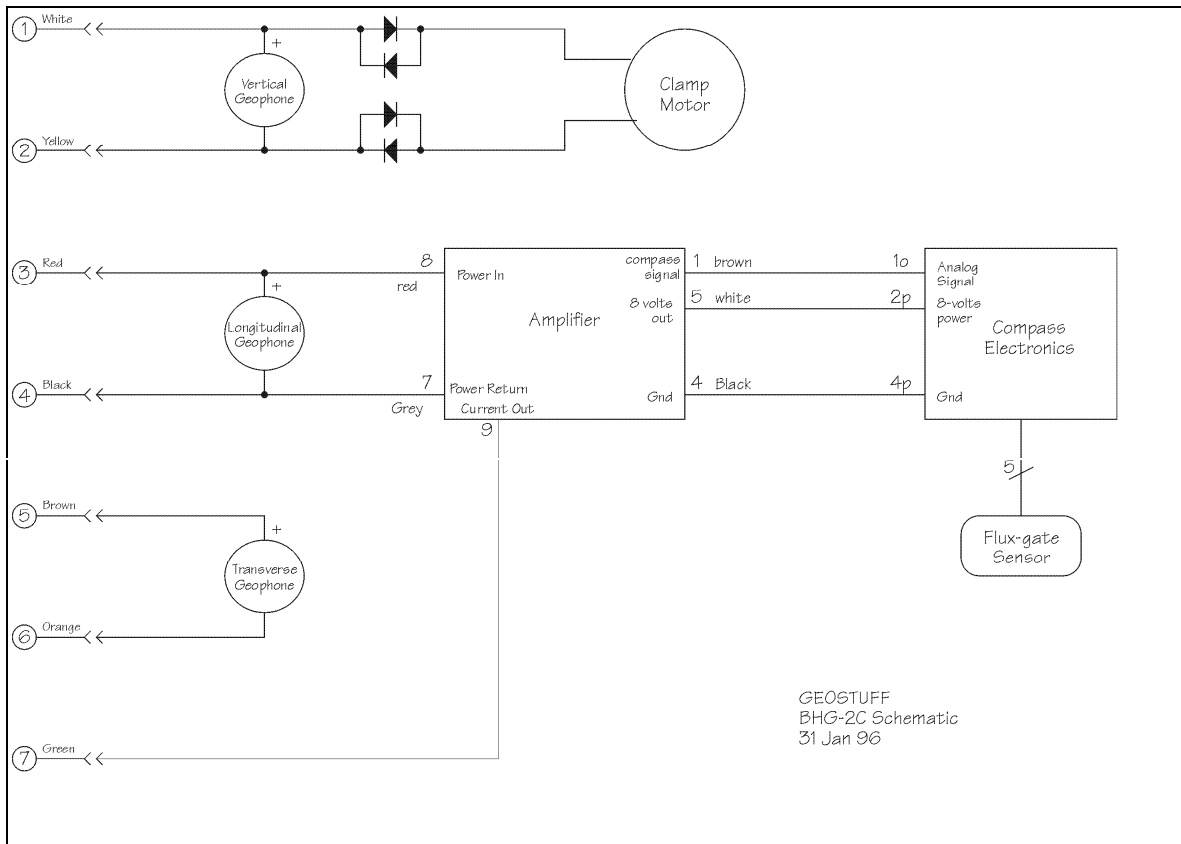 1 White
+
Vertical
Geophone
Clamp
Motor
2 Yellow
3 Red
8
red
Power In
compass
signal
1 brown
1o
Analog
Signal
+
Longitudinal
Geophone
Amplifier
8 volts
out
5 white
2p
8-volts
power
Compass
Electronics
4 Black
7
Grey
Power Return
Current Out
9
Gnd
4 Black
4p
Gnd
5
5 Brown
+
Transverse
Geophone
Flux-gate
Sensor
6 Orange
GEOSTUFF
BHG-2C Schematic
31 Jan 96
7 Green